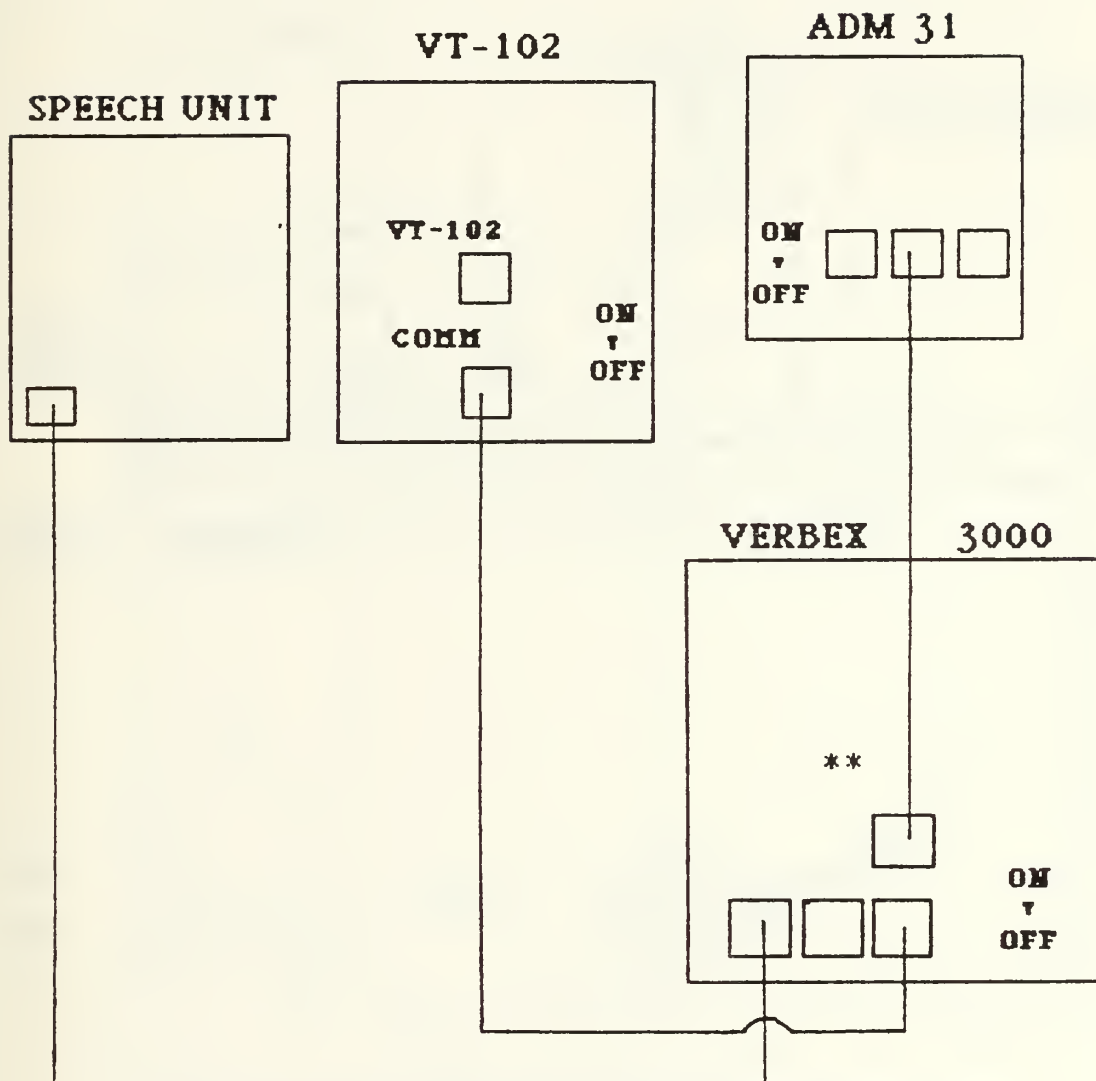 ADM 31
VT-102
SPEECH UNIT
VT-102
COMM
ON
OFF
ON
OFF
VERBEX 3000
**
ON
OFF